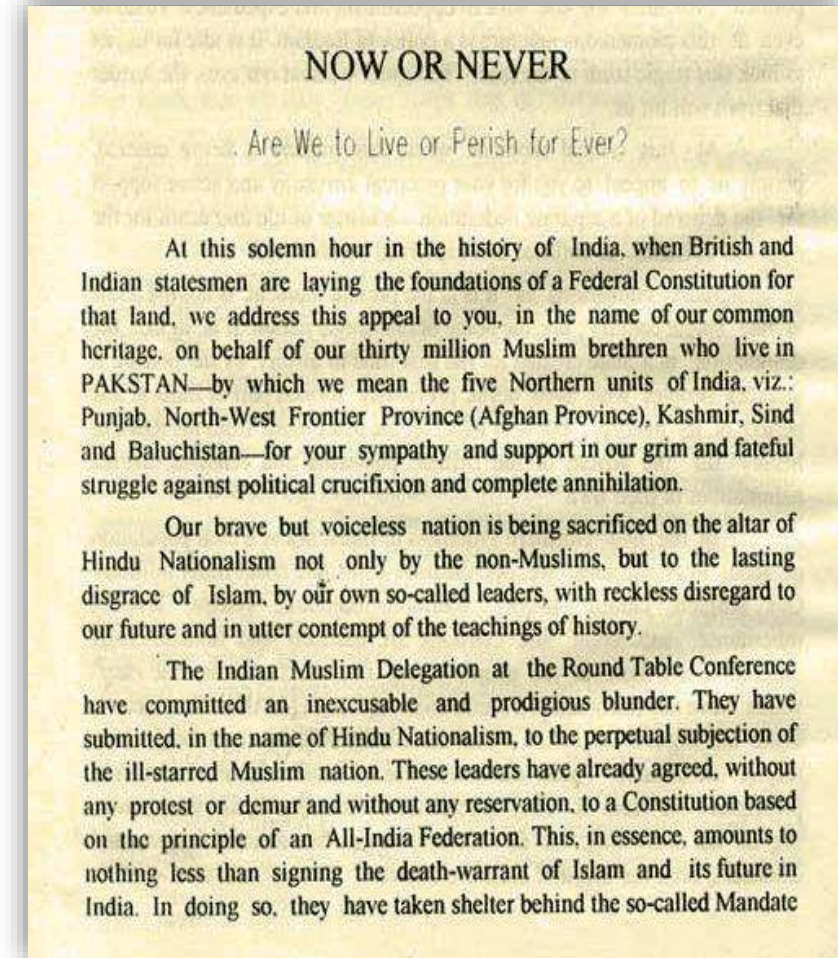 NOW OR NEVER
Are We to Live or Perish for Ever?
At this solemn hour in the history of India, when British and
Indian statesmen are laying the foundations of a Federal Constitution for
that land, we address this appeal to you, in the name of our common
heritage, on behalf of our thirty million Muslim brethren who live in
PAKSTAN—by which we mean the five Northern units of India, viz.:
Punjab, North-West Frontier Province (Afghan Province), Kashmir, Sind
and Baluchistan—for your sympathy and support in our grim and fateful
struggle against political crucifixion and complete annihilation.
Our brave but voiceless nation is being sacrificed on the altar of
Hindu Nationalism not only by the non-Muslims, but to the lasting
disgrace of Islam, by our own so-called leaders, with reckless disregard to
our future and in utter contempt of the teachings of history.
The Indian Muslim Delegation at the Round Table Conference
have committed an inexcusable and prodigious blunder. They have
submitted, in the name of Hindu Nationalism, to the perpetual subjection of
the ill-starred Muslim nation. These leaders have already agreed, without
any protest or demur and without any reservation, to a Constitution based
on the principle of an All-India Federation. This, in essence, amounts to
nothing less than signing the death-warrant of Islam and its future in
India. In doing so, they have taken shelter behind the so-called Mandate